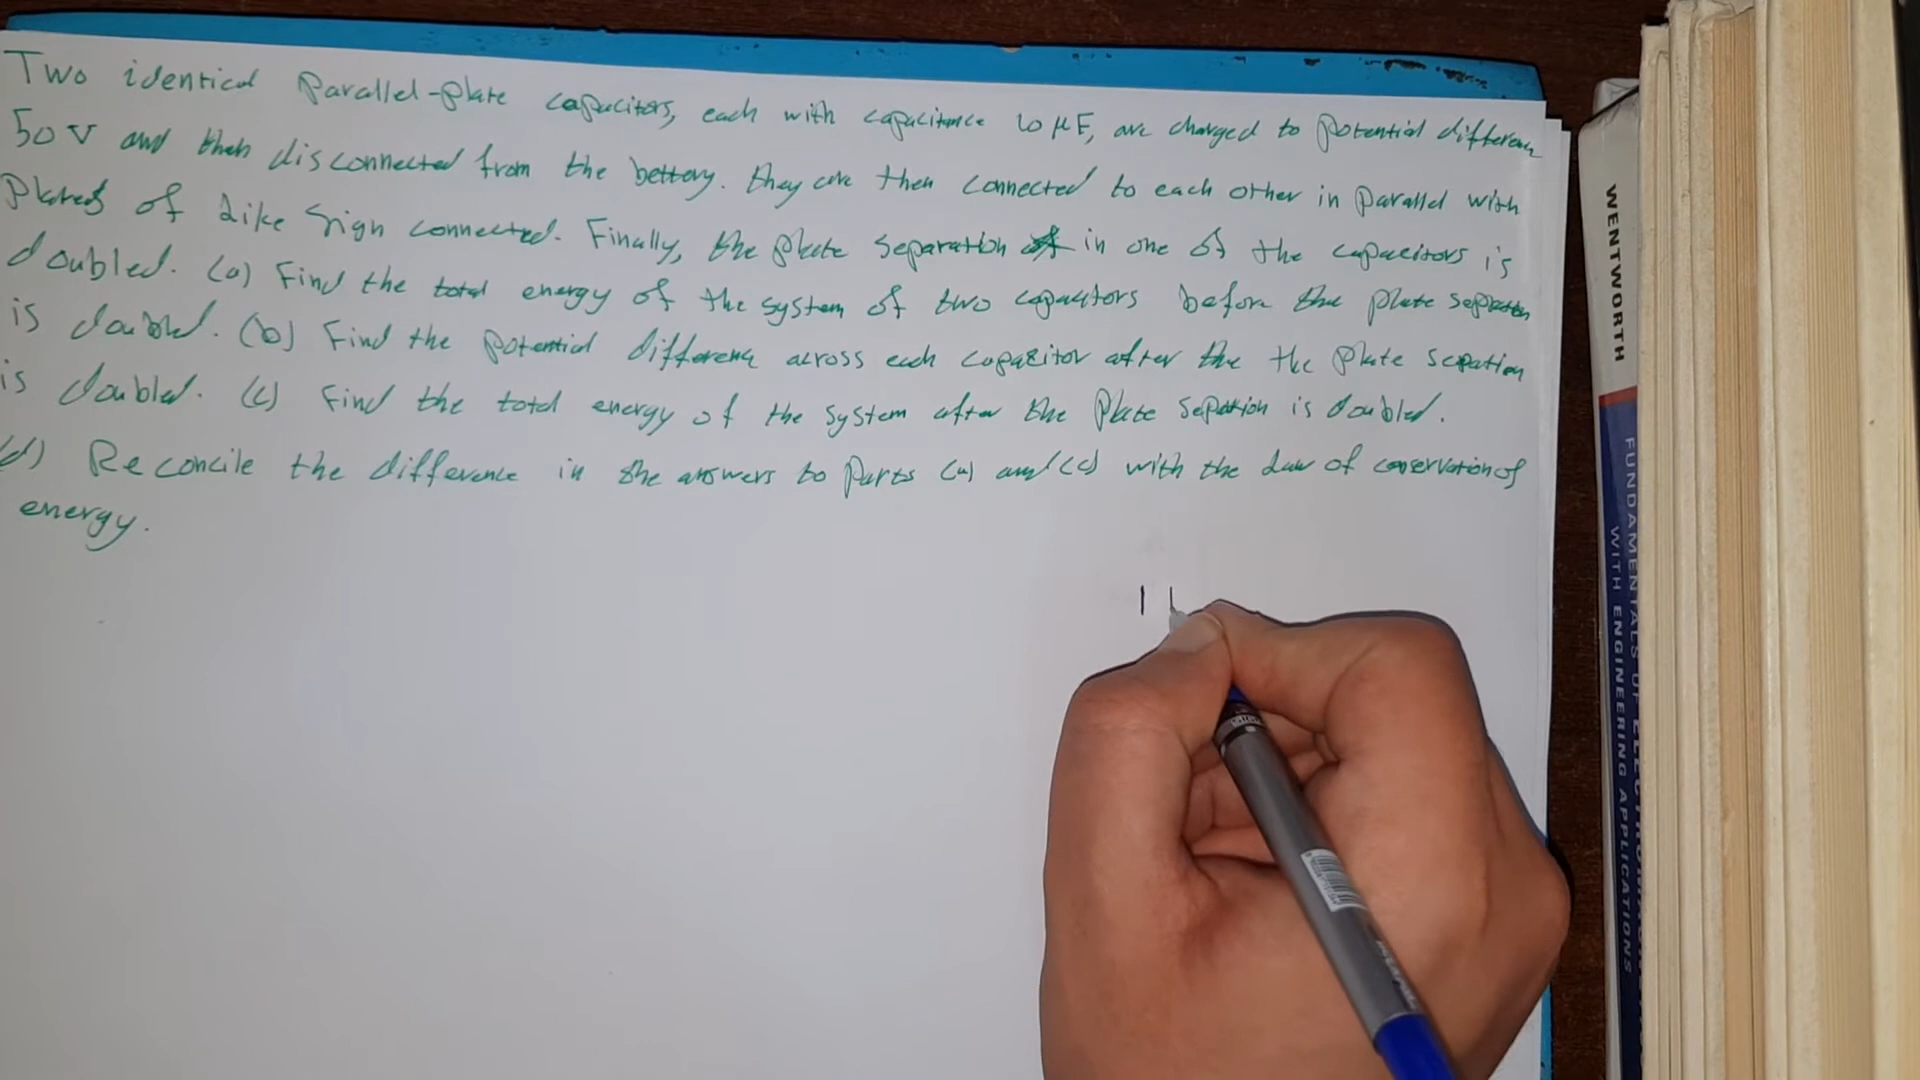 Two identical Parallel-plate capacitors, each with capacitance 10 μF, are charged to potential difference
50 V and then disconnected from the bettery. they are then connected to each other in parallel with
Plates of Like sign connected. Finally, the plate separation in one of the capacitors is
doubled. (a) Find the total energy of the system of two capacitors before the plate separation
is doubled. (b) Find the potential difference across each capacitor after the the plate sepation
is doubled. (c) Find the total energy of the system after the plate sepation is doubled.
(d) Reconcile the difference in the answers to Parts (a) and (c) with the Law of conservation of
energy.
WENTWORTH
FUNDAMENTALS OF
WITH ENGINEERING APPLICATIONS